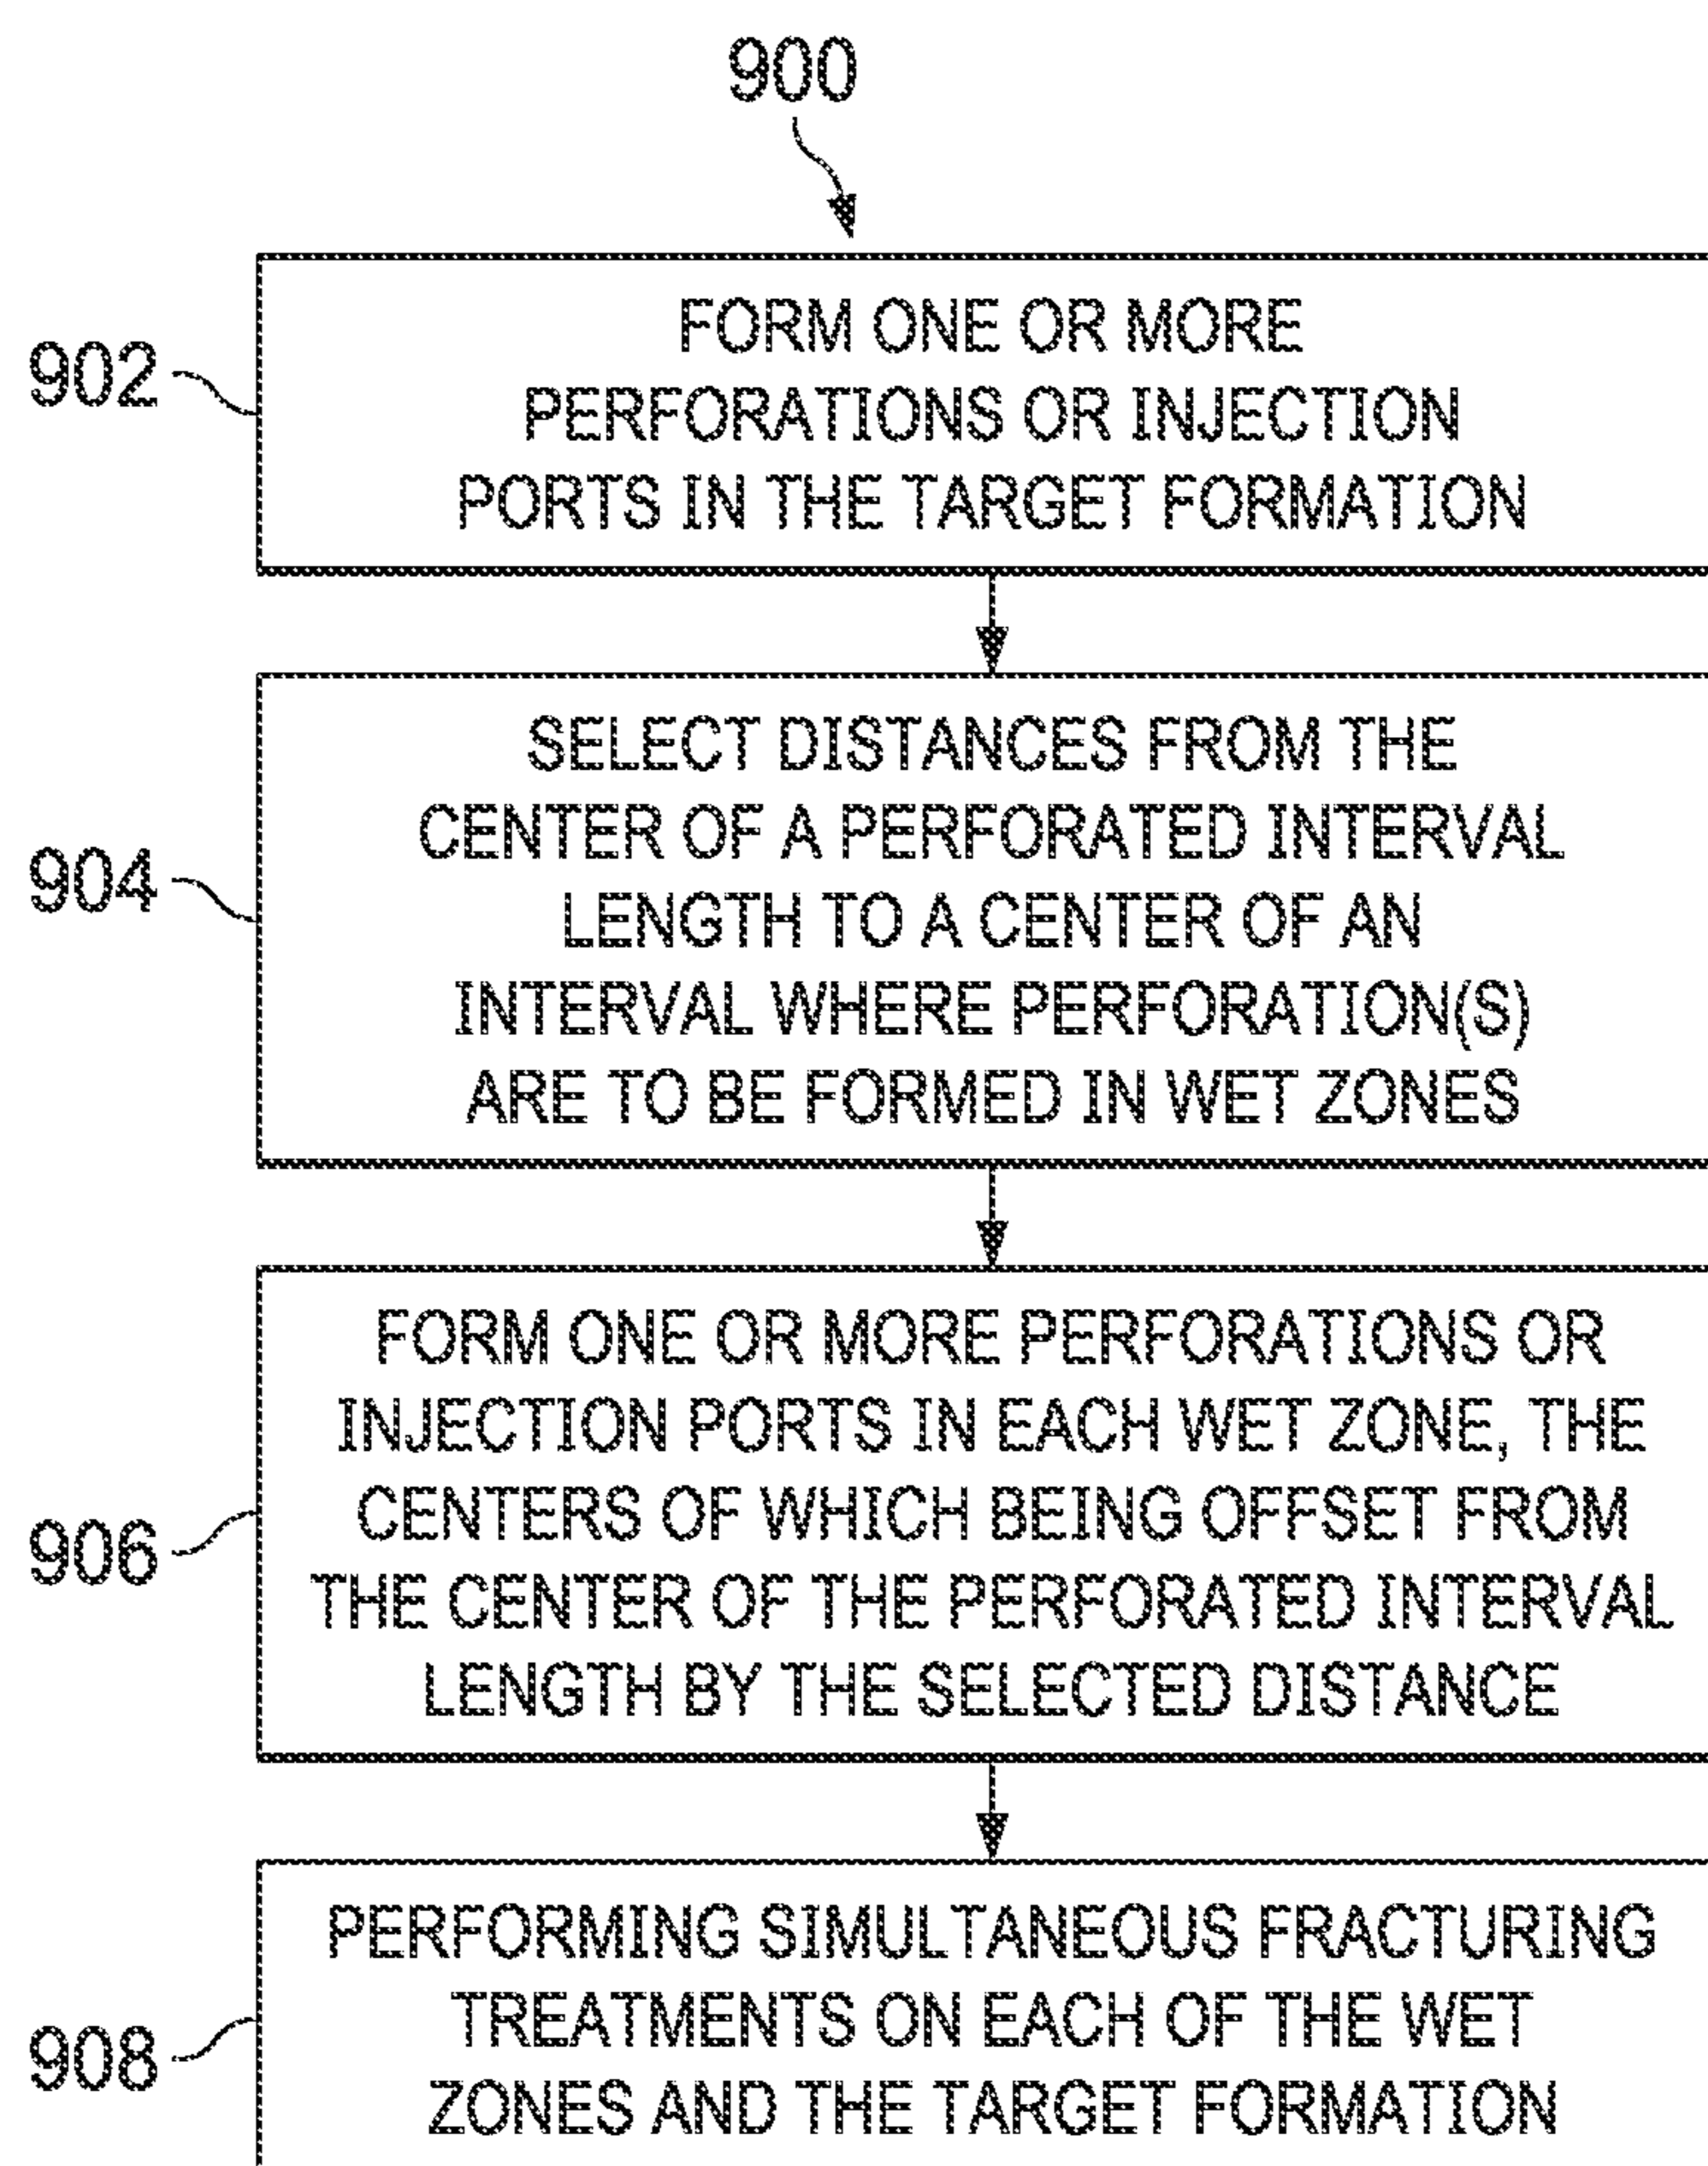 900
902
FORM ONE OR MORE
PERFORATIONS OR INJECTION
PORTS IN THE TARGET FORMATION
904
SELECT DISTANCES FROM THE
CENTER OF A PERFORATED INTERVAL
LENGTH TO A CENTER OF AN
INTERVAL WHERE PERFORATION(S)
ARE TO BE FORMED IN WET ZONES
906
FORM ONE OR MORE PERFORATIONS OR
INJECTION PORTS IN EACH WET ZONE, THE
CENTERS OF WHICH BEING OFFSET FROM
THE CENTER OF THE PERFORATED INTERVAL
LENGTH BY THE SELECTED DISTANCE
908
PERFORMING SIMULTANEOUS FRACTURING
TREATMENTS ON EACH OF THE WET
ZONES AND THE TARGET FORMATION